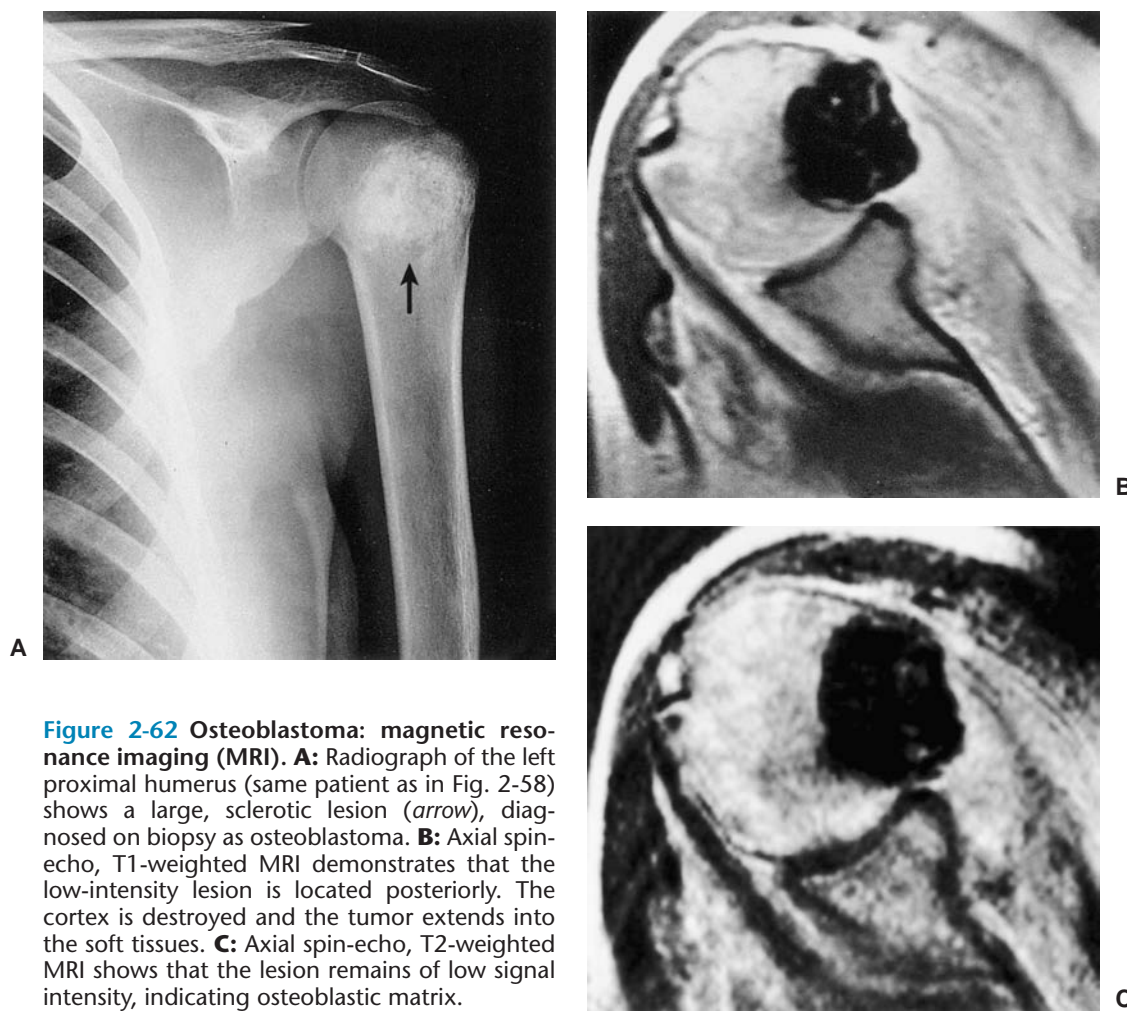 A
B
C
Figure 2-62 Osteoblastoma: magnetic reso-
nance imaging (MRI). A: Radiograph of the left
proximal humerus (same patient as in Fig. 2-58)
shows a large, sclerotic lesion (arrow), diag-
nosed on biopsy as osteoblastoma. B: Axial spin-
echo, T1-weighted MRI demonstrates that the
low-intensity lesion is located posteriorly. The
cortex is destroyed and the tumor extends into
the soft tissues. C: Axial spin-echo, T2-weighted
MRI shows that the lesion remains of low signal
intensity, indicating osteoblastic matrix.